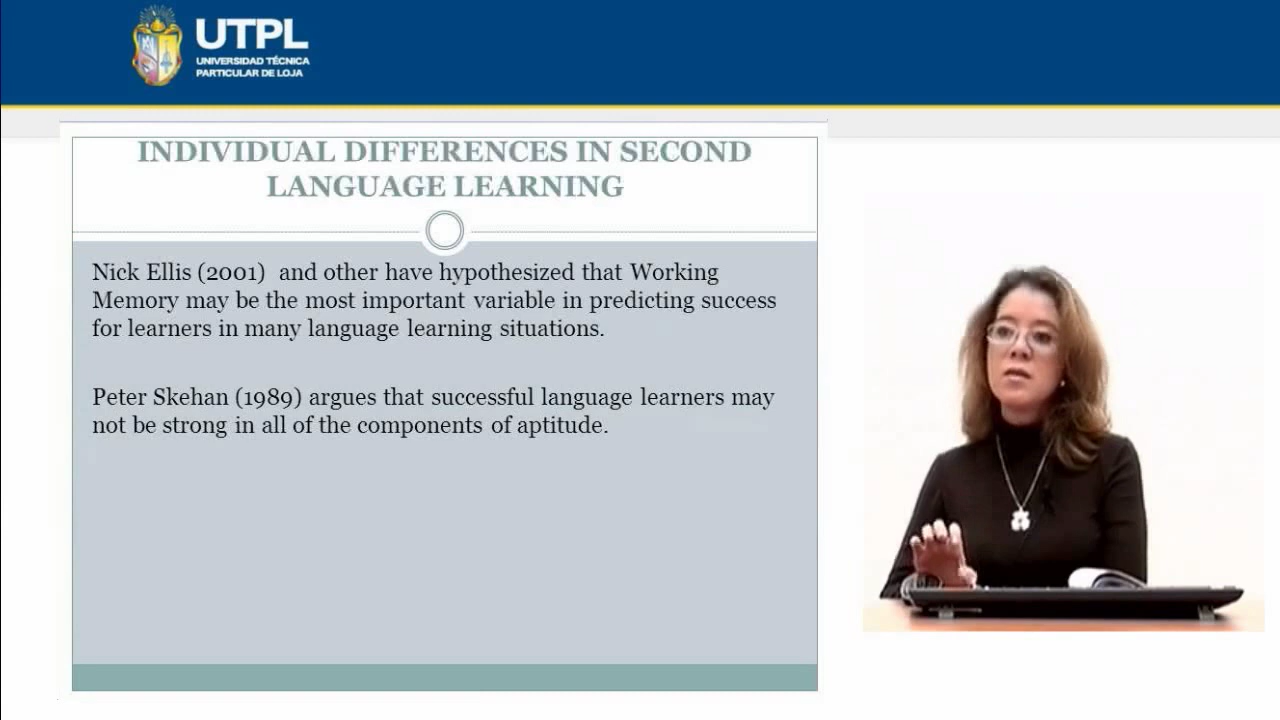 UTPL
UNIVERSIDAD TÉCNICA
PARTICULAR DE LOJA
INDIVIDUAL DIFFERENCES IN SECOND
LANGUAGE LEARNING
Nick Ellis (2001) and other have hypothesized that Working
Memory may be the most important variable in predicting success
for learners in many language learning situations.
Peter Skehan (1989) argues that successful language learners may
not be strong in all of the components of aptitude.